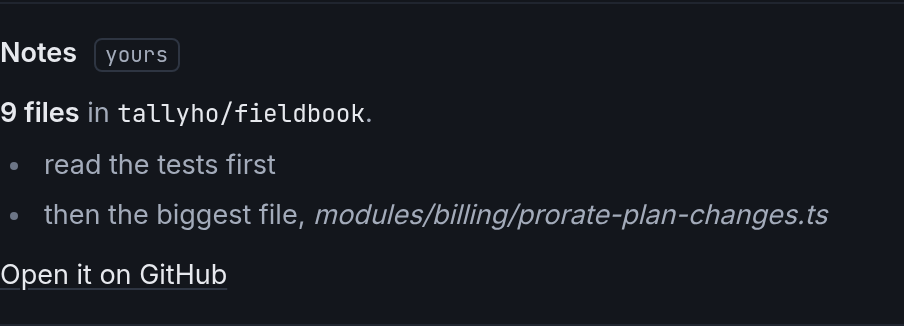 Notes yours
9 files in tallyho/fieldbook.
read the tests first
then the biggest file, modules/billing/prorate-plan-changes.ts
Open it on GitHub